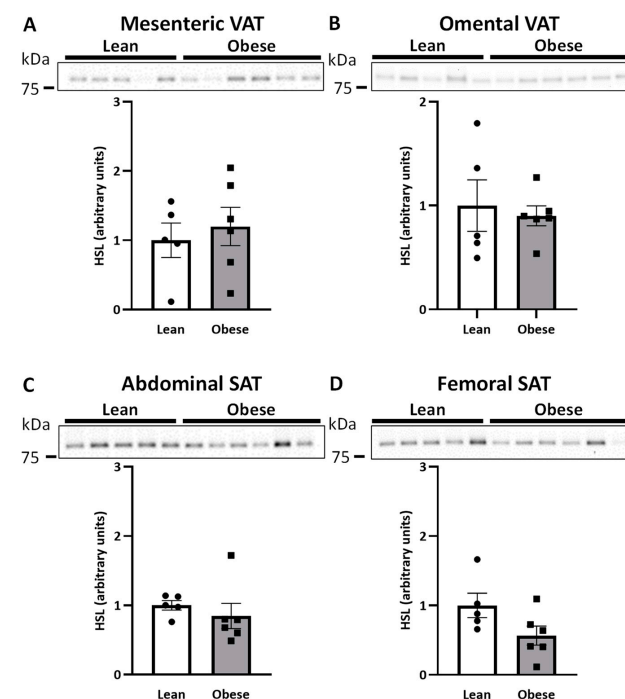 A Mesenteric VAT
Lean Obese
kDa
75
HSL (arbitrary units)
3
2
1
0
Lean Obese
B Omental VAT
Lean Obese
kDa
75
HSL (arbitrary units)
2
1
0
Lean Obese
C Abdominal SAT
Lean Obese
kDa
75
HSL (arbitrary units)
3
2
1
0
Lean Obese
D Femoral SAT
Lean Obese
kDa
75
HSL (arbitrary units)
3
2
1
0
Lean Obese